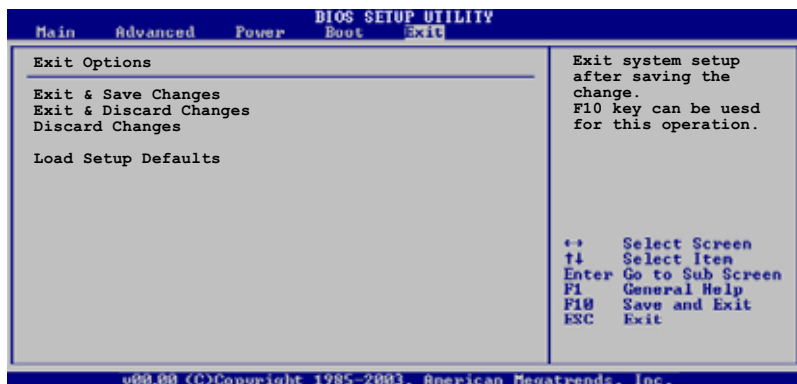 BIOS SETUP UTILITY
Main Advanced Power Boot Exit
Exit Options
Exit & Save Changes
Exit & Discard Changes
Discard Changes
Load Setup Defaults
Exit system setup
after saving the
change.
F10 key can be uesd
for this operation.
←→ Select Screen
↑↓ Select Item
Enter Go to Sub Screen
F1 General Help
F10 Save and Exit
ESC Exit
v00.00 (C)Copyright 1985-2003, American Megatrends, Inc.